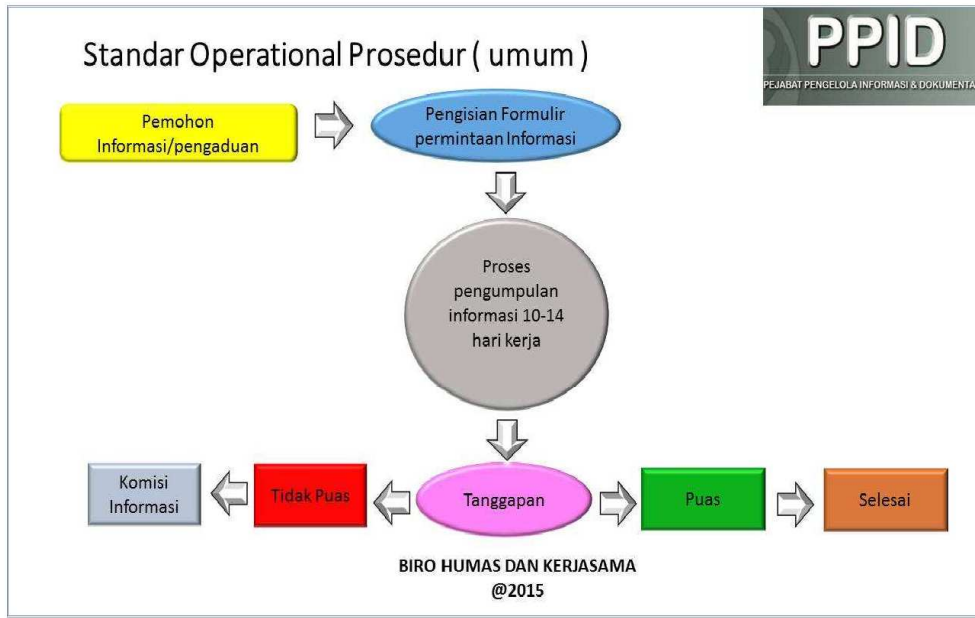 Standar Operational Prosedur ( umum )
PPID
PEJABAT PENGELOLA INFORMASI & DOKUMENTA
Pemohon
Informasi/pengaduan
Pengisian Formulir
permintaan Informasi
Proses
pengumpulan
informasi 10-14
hari kerja
Komisi
Informasi
Tidak Puas
Tanggapan
Puas
Selesai
BIRO HUMAS DAN KERJASAMA
@2015